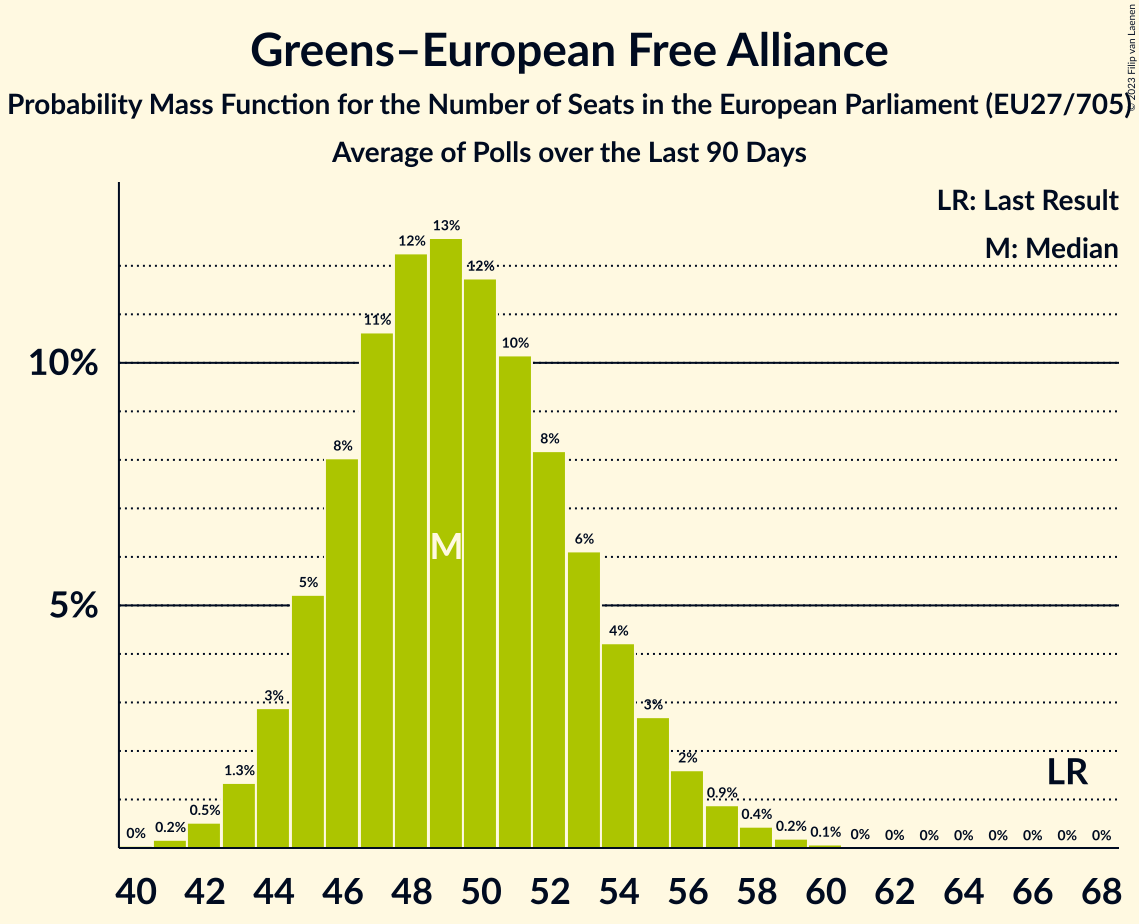 Greens–European Free Alliance
Probability Mass Function for the Number of Seats in the European Parliament (EU27/705)
Average of Polls over the Last 90 Days
© 2023 Filip van Laenen
LR: Last Result
M: Median
10%
5%
0% 0.2% 0.5% 1.3% 3% 5% 8% 11% 12% 13% 12% 10% 8% 6% 4% 3% 2% 0.9% 0.4% 0.2% 0.1% 0% 0% 0% 0% 0% 0% 0% 0%
M
LR
40 42 44 46 48 50 52 54 56 58 60 62 64 66 68